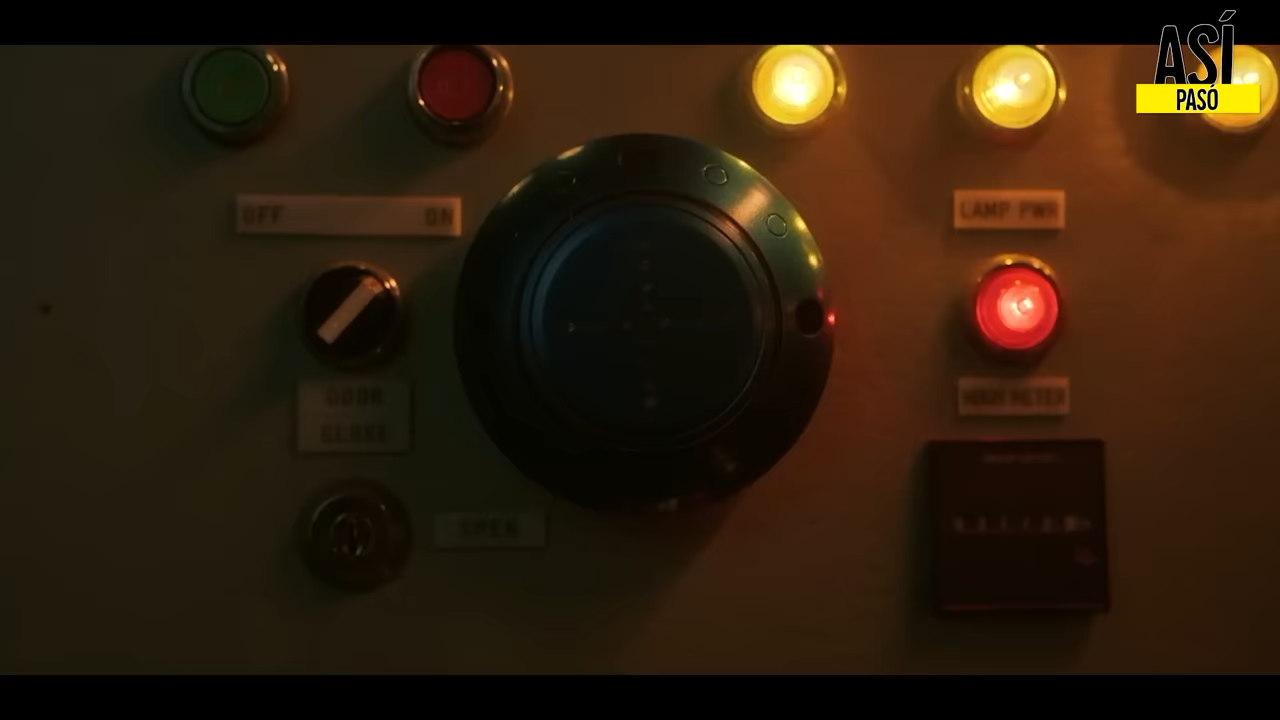 ASÍ
PASÓ
OFF ON
LAMP PWR
DOOR
CLOSE
HOUR METER
OPEN